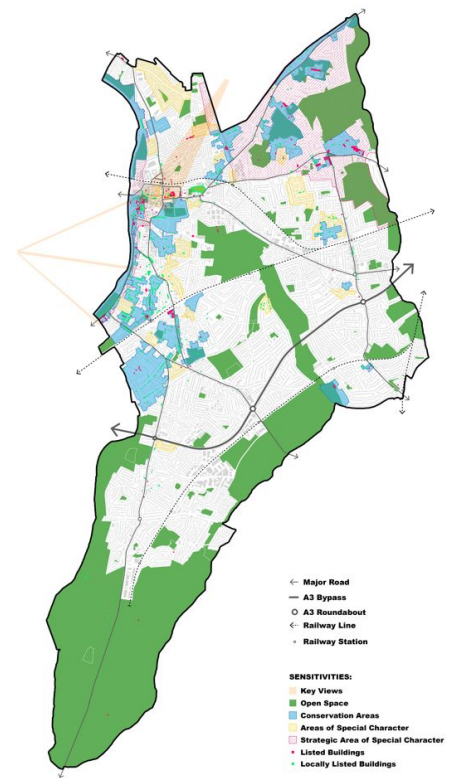 Major Road
A3 Bypass
A3 Roundabout
Railway Line
Railway Station
SENSITIVITIES:
Key Views
Open Space
Conservation Areas
Areas of Special Character
Strategic Area of Special Character
Listed Buildings
Locally Listed Buildings